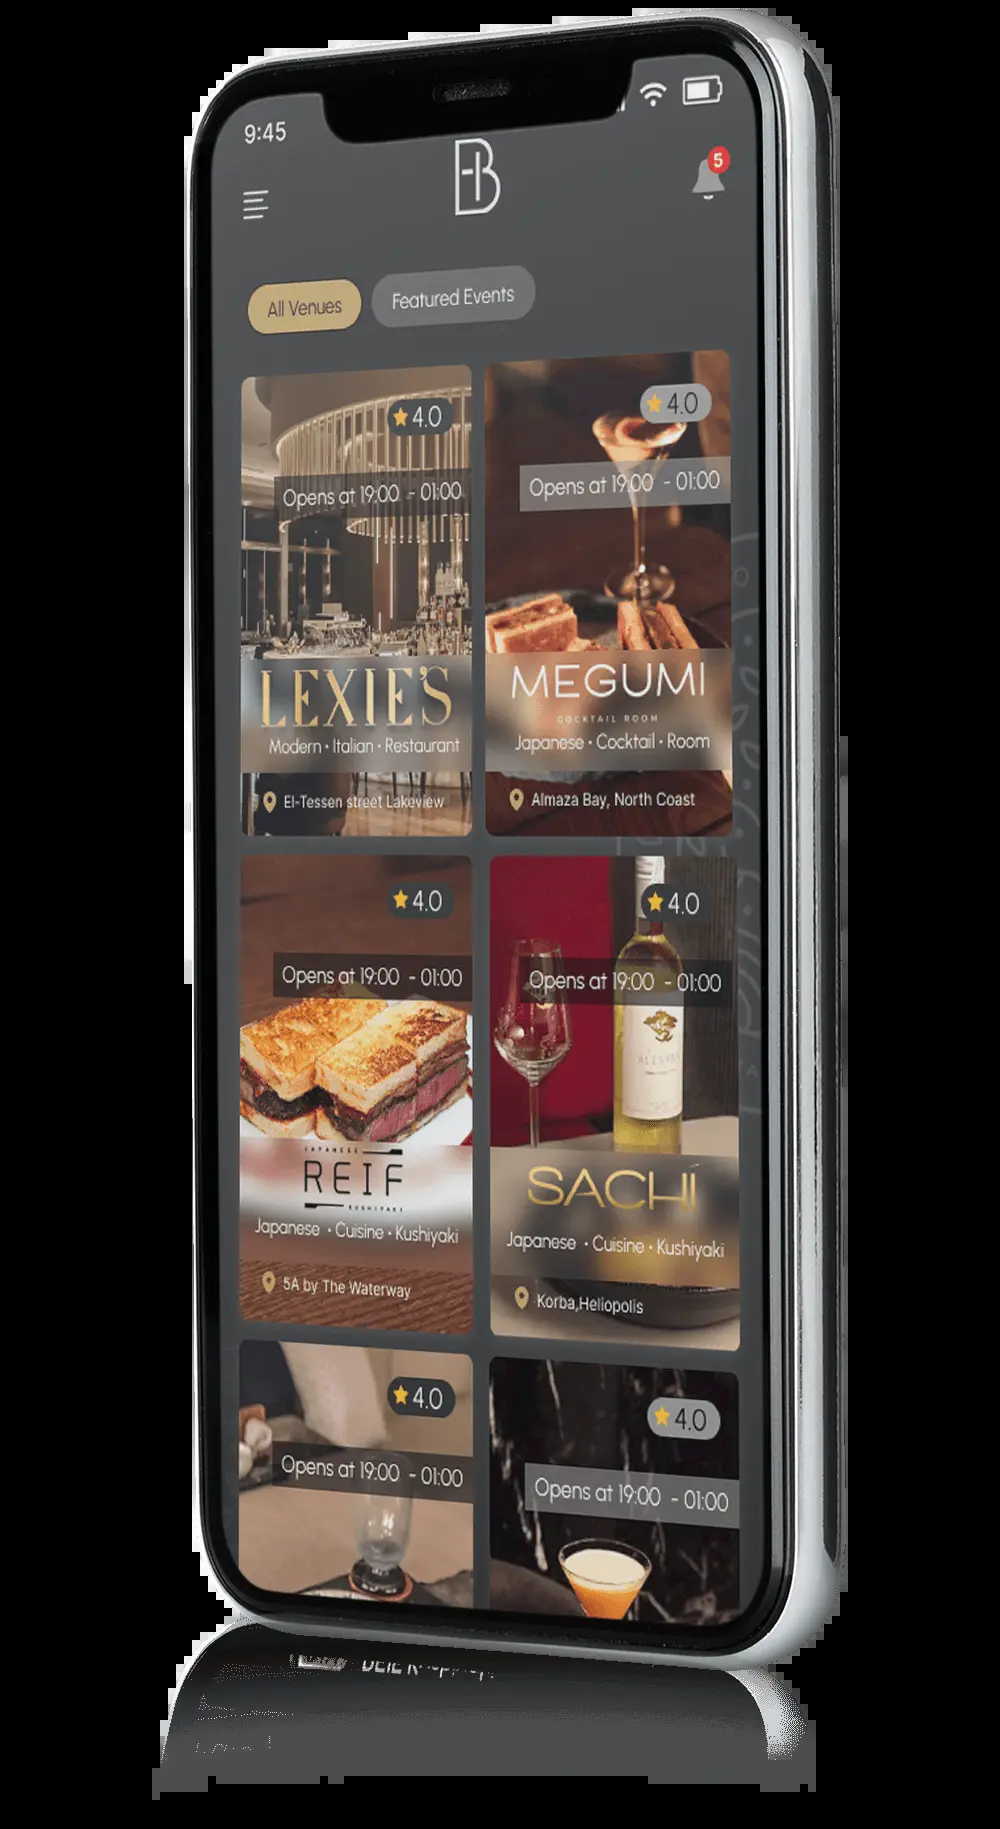 9:45
B
5
All Venues
Featured Events
4.0
Opens at 19:00 - 01:00
LEXIE'S
Modern • Italian • Restaurant
El-Tessen street Lakeview
4.0
Opens at 19:00 - 01:00
MEGUMI
COCKTAIL ROOM
Japanese • Cocktail • Room
Almaza Bay, North Coast
4.0
Opens at 19:00 - 01:00
JAPANESE
REIF
KUSHIYAKI
Japanese • Cuisine • Kushiyaki
5A by The Waterway
4.0
Opens at 19:00 - 01:00
SACHI
Japanese • Cuisine • Kushiyaki
Korba,Heliopolis
4.0
Opens at 19:00 - 01:00
4.0
Opens at 19:00 - 01:00